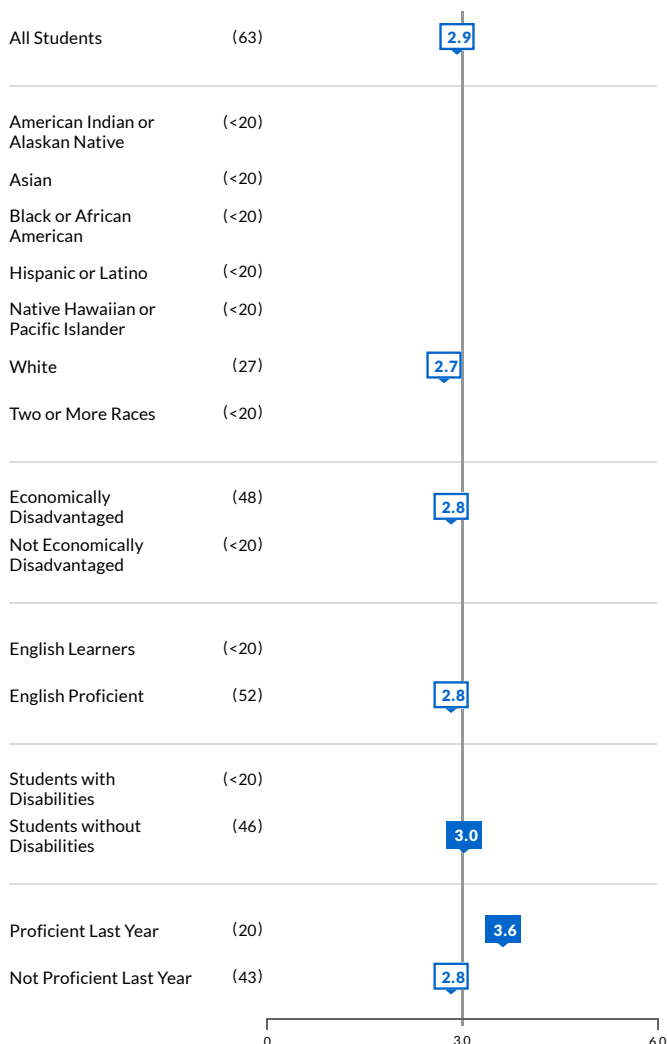 All Students (63) 2.9
American Indian or (<20)
Alaskan Native
Asian (<20)
Black or African (<20)
American
Hispanic or Latino (<20)
Native Hawaiian or (<20)
Pacific Islander
White (27) 2.7
Two or More Races (<20)
Economically (48) 2.8
Disadvantaged
Not Economically (<20)
Disadvantaged
English Learners (<20)
English Proficient (52) 2.8
Students with (<20)
Disabilities
Students without (46) 3.0
Disabilities
Proficient Last Year (20) 3.6
Not Proficient Last Year (43) 2.8
0 3.0 6.0